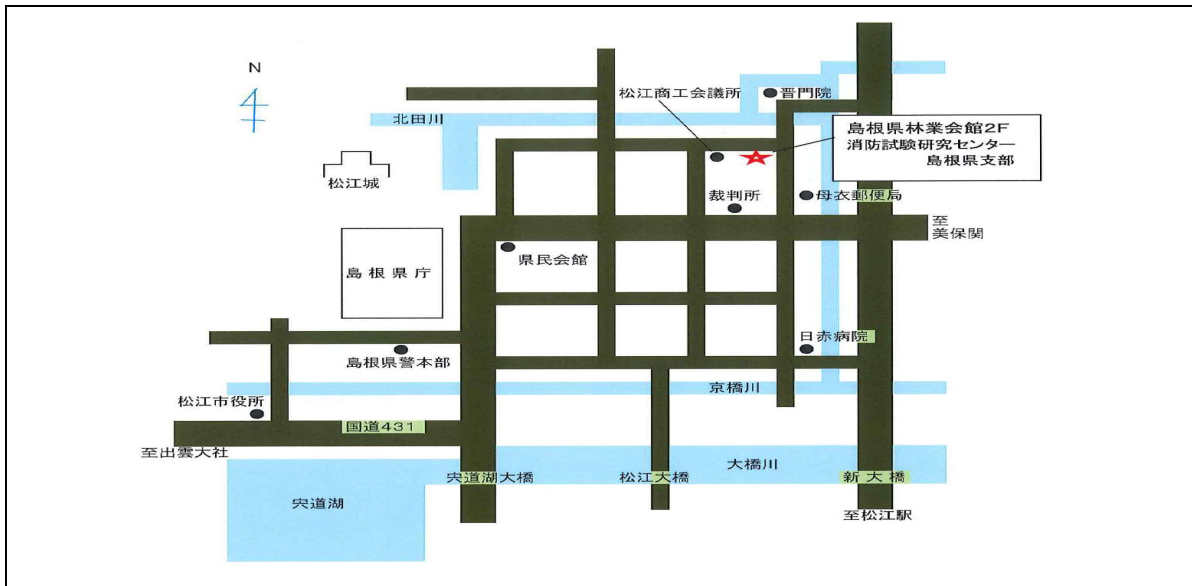 N
松江商工会議所
晋門院
北田川
島根県林業会館2F
消防試験研究センター
島根県支部
松江城
裁判所
母衣郵便局
至
美保関
県民会館
島根県庁
日赤病院
島根県警本部
京橋川
松江市役所
国道431
至出雲大社
大橋川
宍道湖大橋
松江大橋
新大橋
宍道湖
至松江駅